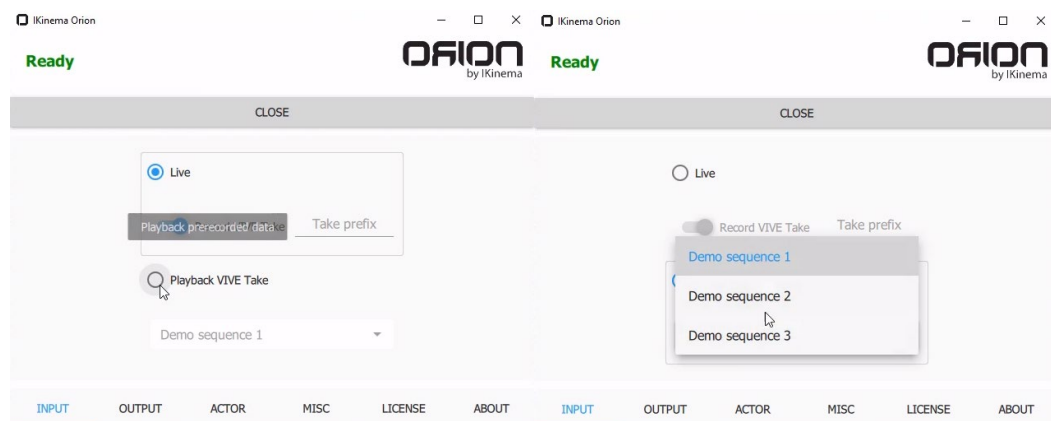 IKinema Orion
Ready
ORION
by IKinema
CLOSE
Live
Playback prerecorded data
Take prefix
Playback VIVE Take
Demo sequence 1
INPUT OUTPUT ACTOR MISC LICENSE ABOUT
IKinema Orion
Ready
ORION
by IKinema
CLOSE
Live
Record VIVE Take Take prefix
Demo sequence 1
Demo sequence 2
Demo sequence 3
INPUT OUTPUT ACTOR MISC LICENSE ABOUT